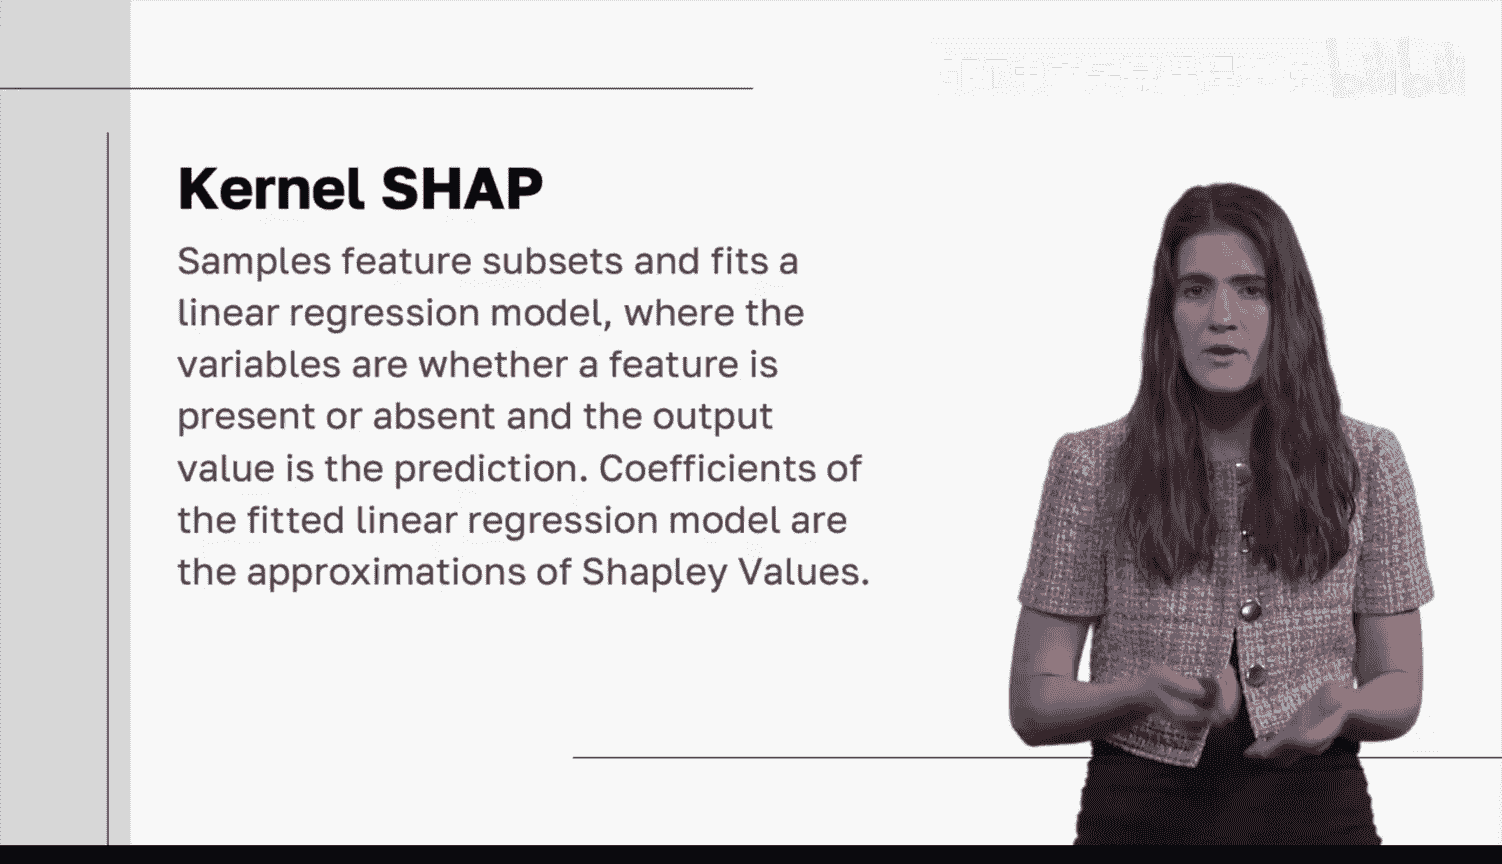 Kernel SHAP
Samples feature subsets and fits a
linear regression model, where the
variables are whether a feature is
present or absent and the output
value is the prediction. Coefficients of
the fitted linear regression model are
the approximations of Shapley Values.
bilibili